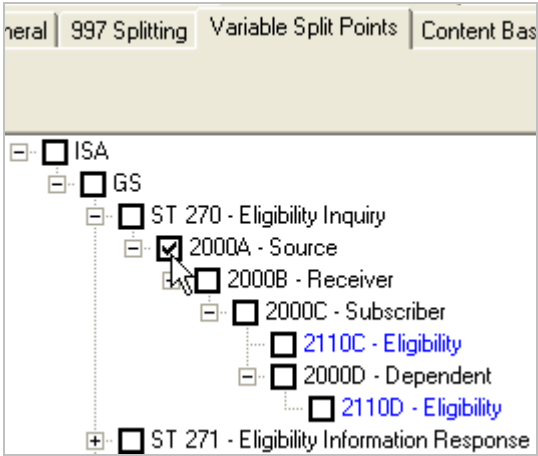 neral 997 Splitting Variable Split Points Content Bas
ISA
GS
ST 270 - Eligibility Inquiry
2000A - Source
2000B - Receiver
2000C - Subscriber
2110C - Eligibility
2000D - Dependent
2110D - Eligibility
ST 271 - Eligibility Information Response